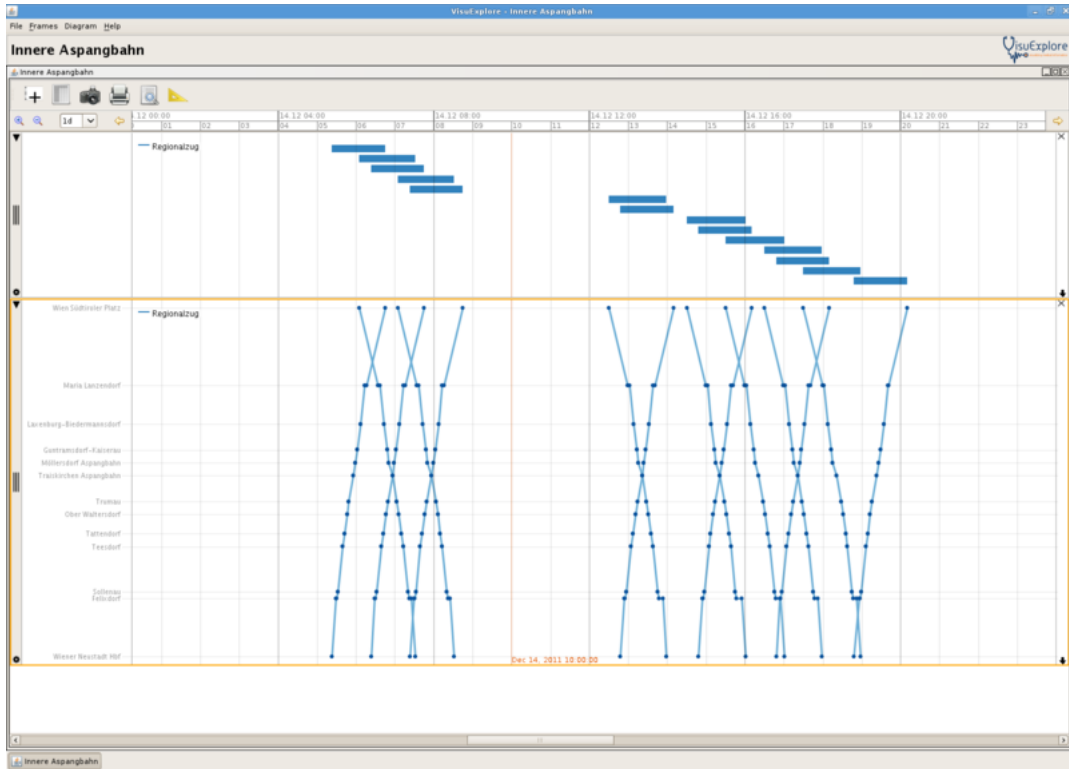 VisuExplore - Innere Aspangbahn
File Frames Diagram Help
Innere Aspangbahn
VisuExplore
Innere Aspangbahn
1d
.12 00:00 14.12 04:00 14.12 08:00 14.12 12:00 14.12 16:00 14.12 20:00
01 02 03 04 05 06 07 08 09 10 11 12 13 14 15 16 17 18 19 20 21 22 23
Regionalzug
Wien Südtiroler Platz
Regionalzug
Maria Lanzendorf
Laxenburg-Biedermannsdorf
Guntramsdorf-Kaiserau
Möllersdorf Aspangbahn
Traiskirchen Aspangbahn
Trumau
Ober Waltersdorf
Tattendorf
Teesdorf
Sollenau
Felixdorf
Wiener Neustadt Hbf
Dec 14, 2011 10:00:00
Innere Aspangbahn